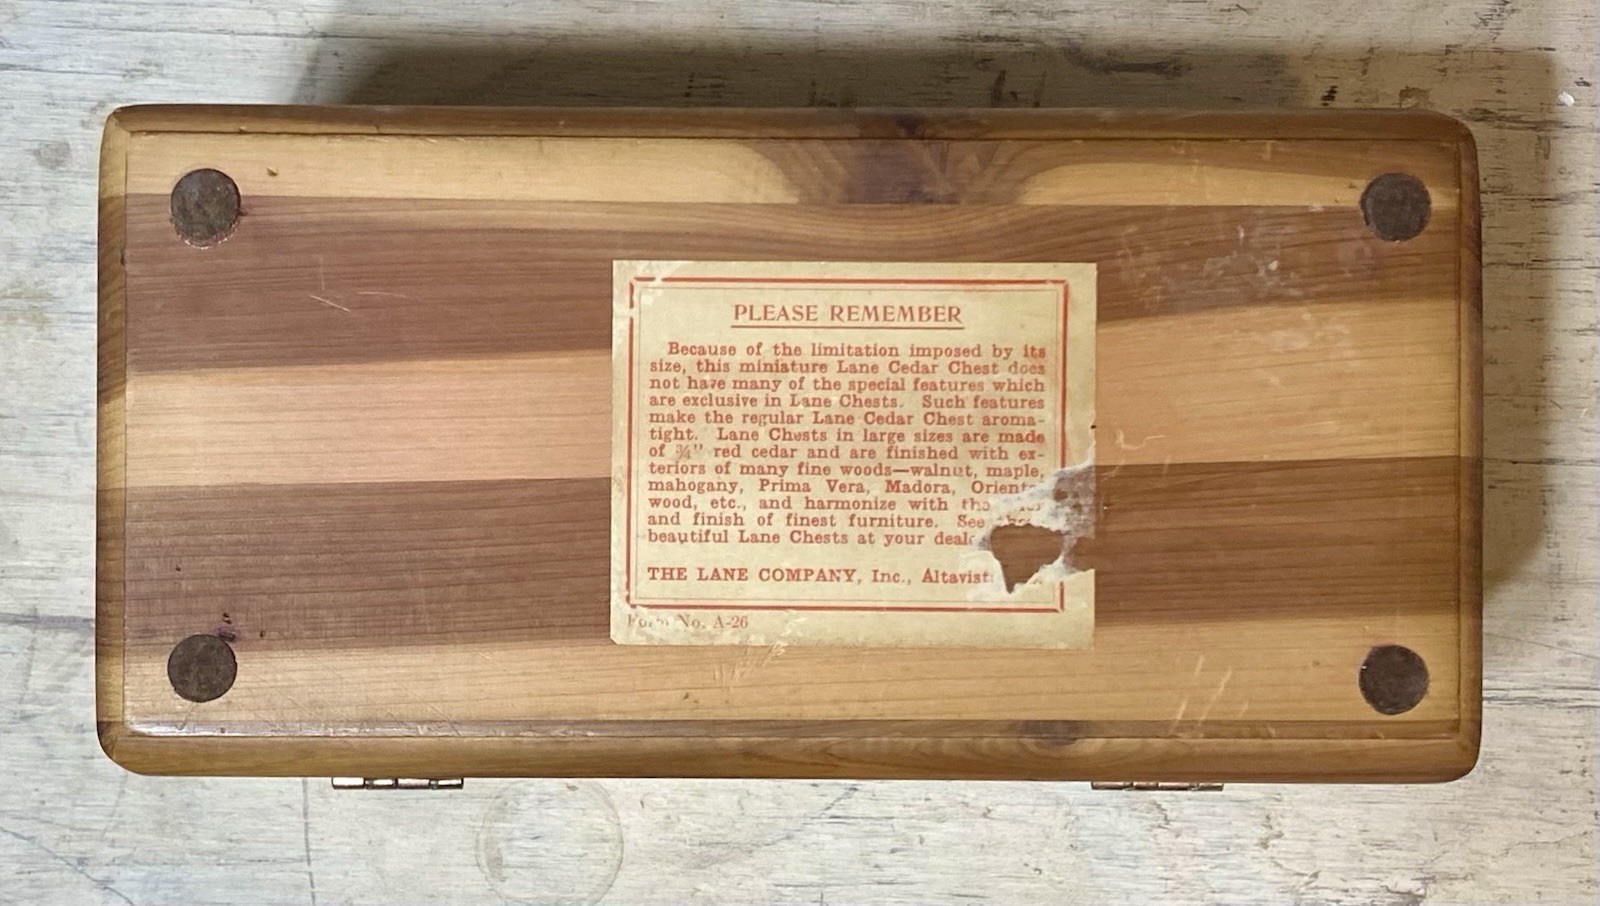 PLEASE REMEMBER
Because of the limitation imposed by its
size, this miniature Lane Cedar Chest does
not have many of the special features which
are exclusive in Lane Chests. Such features
make the regular Lane Cedar Chest aroma-
tight. Lane Chests in large sizes are made
of ¾" red cedar and are finished with ex-
teriors of many fine woods—walnut, maple,
mahogany, Prima Vera, Madora,
wood, etc., and harmonize with
and finish of finest furniture. See
beautiful Lane Chests at your
THE LANE COMPANY, Inc.,
Form No. A-26